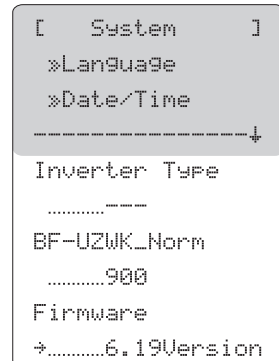 [ System ]
»Language
»Date/Time
----------------↓
Inverter Type
............---
BF-UZWK_Norm
............900
Firmware
→............6.19Version